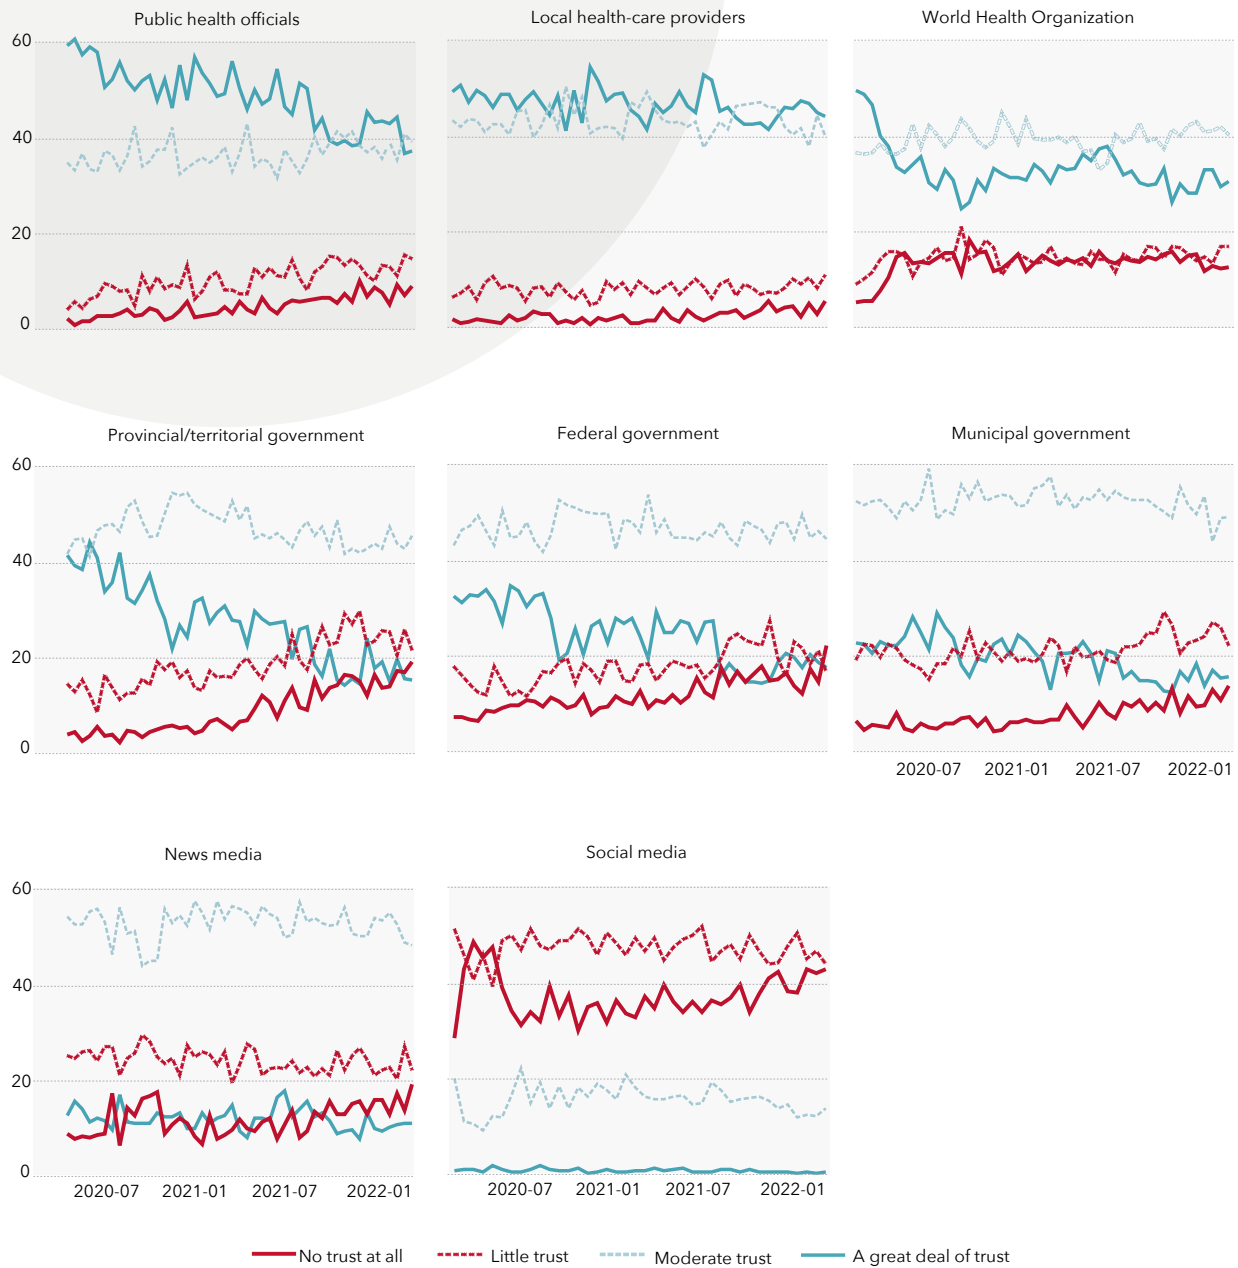 Public health officials
Local health-care providers
World Health Organization
60
40
20
0
Provincial/territorial government
Federal government
Municipal government
60
40
20
0
2020-07 2021-01 2021-07 2022-01
News media
Social media
60
40
20
0
2020-07 2021-01 2021-07 2022-01
2020-07 2021-01 2021-07 2022-01
No trust at all Little trust Moderate trust A great deal of trust